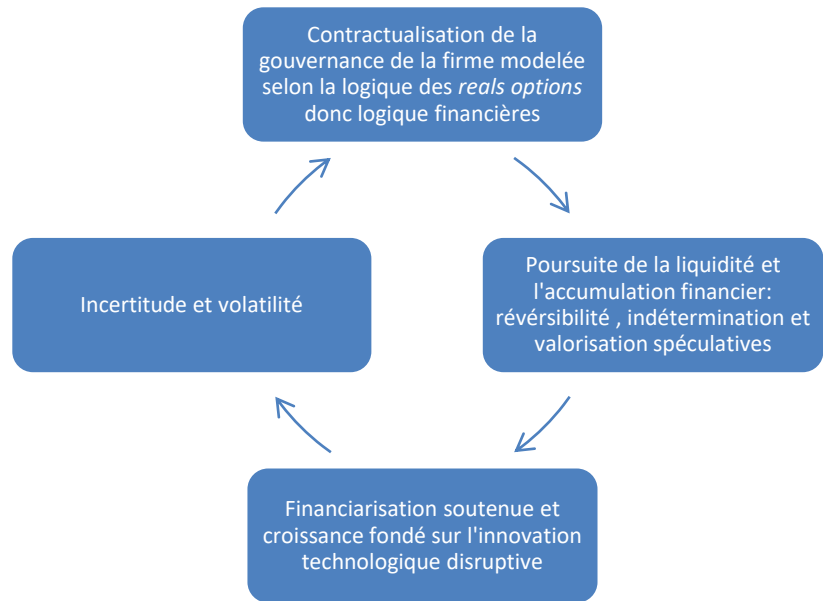 Contractualisation de la
gouvernance de la firme modelée
selon la logique des reals options
donc logique financières
Poursuite de la liquidité et
l'accumulation financier:
révérsibilité , indétermination et
valorisation spéculatives
Financiarisation soutenue et
croissance fondé sur l'innovation
technologique disruptive
Incertitude et volatilité